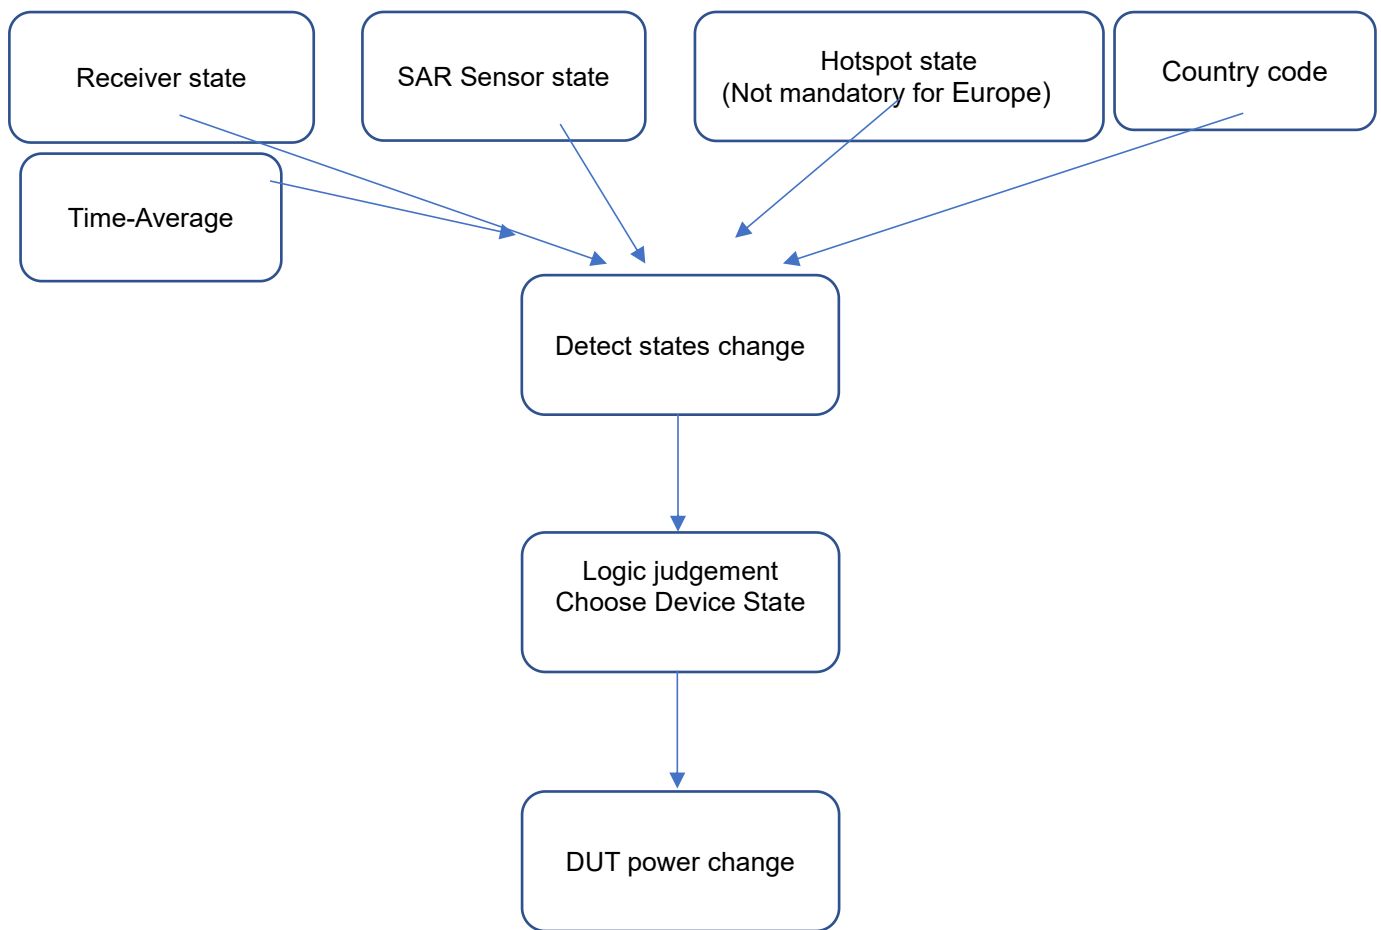 Receiver state
SAR Sensor state
Hotspot state
(Not mandatory for Europe)
Country code
Time-Average
Detect states change
Logic judgement
Choose Device State
DUT power change